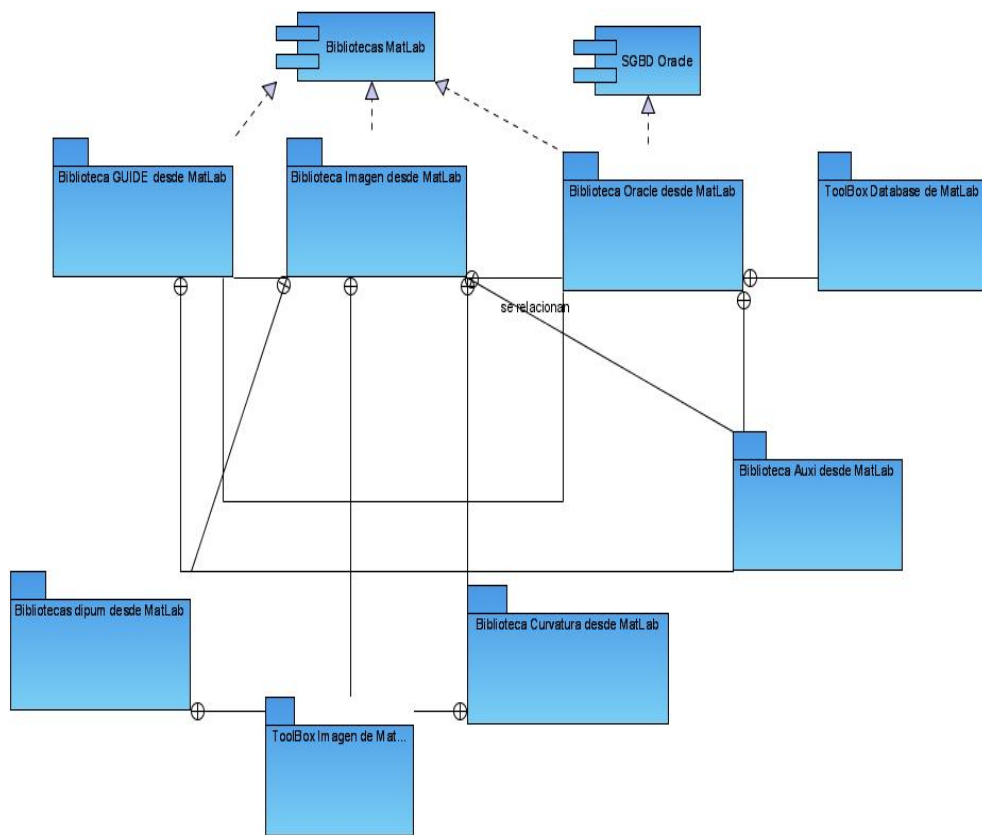 Bibliotecas MatLab
SGBD Oracle
Biblioteca GUIDE desde MatLab
Biblioteca Imagen desde MatLab
Biblioteca Oracle desde MatLab
ToolBox Database de MatLab
se relacionan
Biblioteca Auxi desde MatLab
Bibliotecas dipum desde MatLab
Biblioteca Curvatura desde MatLab
ToolBox Imagen de Mat...